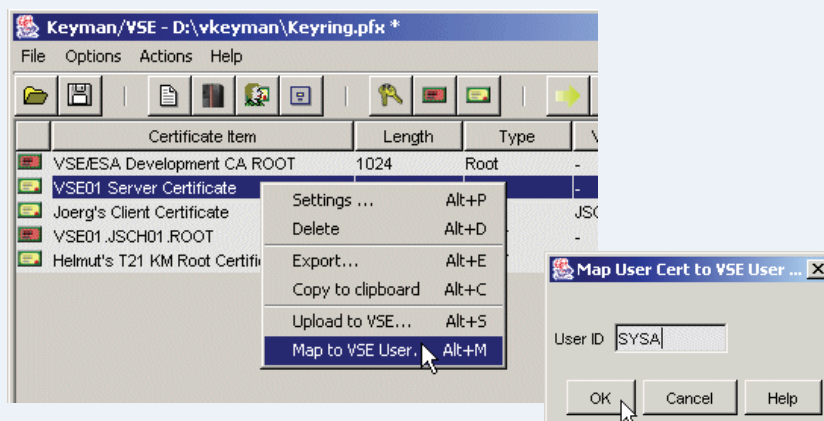 Keyman/VSE - D:\vkeyman\Keyring.pfx *
File Options Actions Help
Certificate Item Length Type
VSE/ESA Development CA ROOT 1024 Root -
VSE01 Server Certificate -
Joerg's Client Certificate JSC
VSE01.JSCH01.ROOT -
Helmut's T21 KM Root Certifi
Settings ... Alt+P
Delete Alt+D
Export... Alt+E
Copy to clipboard Alt+C
Upload to VSE... Alt+S
Map to VSE User. Alt+M
Map User Cert to VSE User ...
User ID SYSA
OK Cancel Help